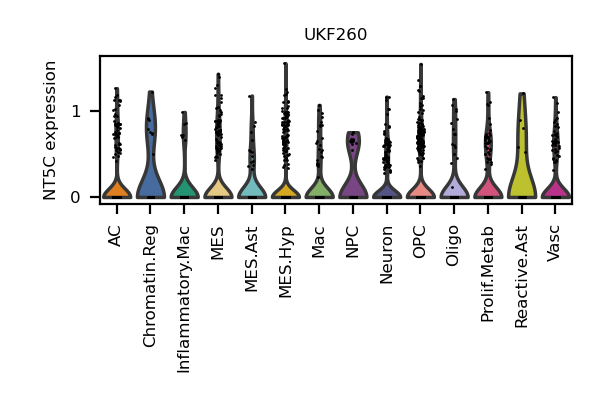 UKF260
NT5C expression
1
0
AC
Chromatin.Reg
Inflammatory.Mac
MES
MES.Ast
MES.Hyp
Mac
NPC
Neuron
OPC
Oligo
Prolif.Metab
Reactive.Ast
Vasc